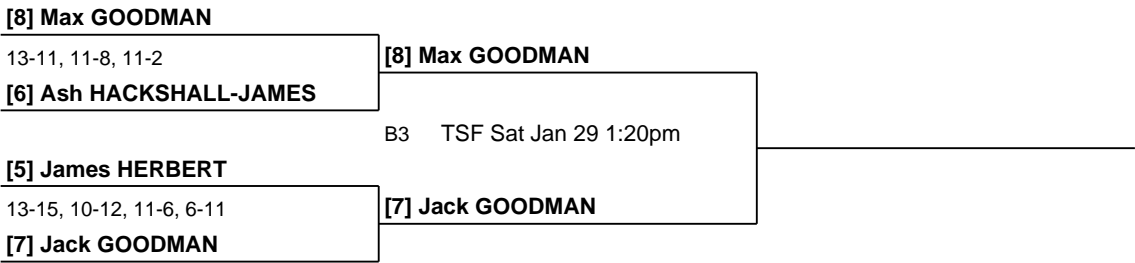 [8] Max GOODMAN
13-11, 11-8, 11-2
[8] Max GOODMAN
[6] Ash HACKSHALL-JAMES
B3 TSF Sat Jan 29 1:20pm
[5] James HERBERT
13-15, 10-12, 11-6, 6-11
[7] Jack GOODMAN
[7] Jack GOODMAN